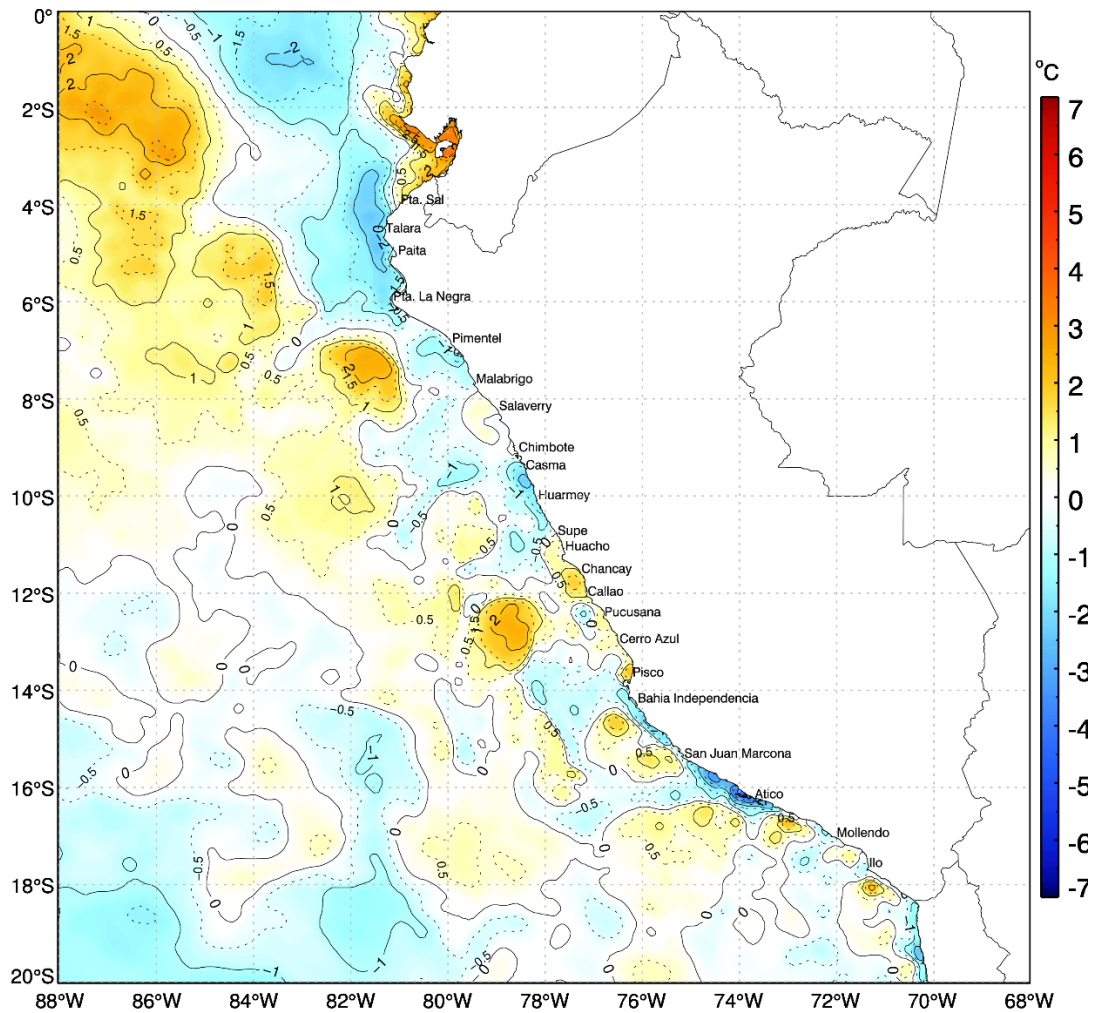 0°
2°S
4°S
6°S
8°S
10°S
12°S
14°S
16°S
18°S
20°S
88°W
86°W
84°W
82°W
80°W
78°W
76°W
74°W
72°W
70°W
68°W
Pta. Sal
Talara
Paita
Pta. La Negra
Pimentel
Malabrigo
Salaverry
Chimbote
Casma
Huarmey
Supe
Huacho
Chancay
Callao
Pucusana
Cerro Azul
Pisco
Bahia Independencia
San Juan Marcona
Atico
Mollendo
Ilo
°C
7
6
5
4
3
2
1
0
-1
-2
-3
-4
-5
-6
-7